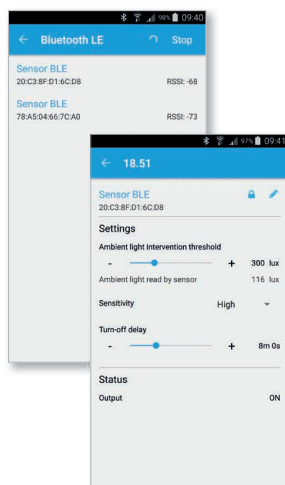 98% 09:40
← Bluetooth LE Stop
Sensor BLE
20:C3:8F:D1:6C:D8 RSSI: -68
Sensor BLE
78:A5:04:66:7C:A0 RSSI: -73
97% 09:41
← 18.51
Sensor BLE
20:C3:8F:D1:6C:D8
Settings
Ambient light intervention threshold
- + 300 lux
Ambient light read by sensor 116 lux
Sensitivity High
Turn-off delay
- + 8m 0s
Status
Output ON